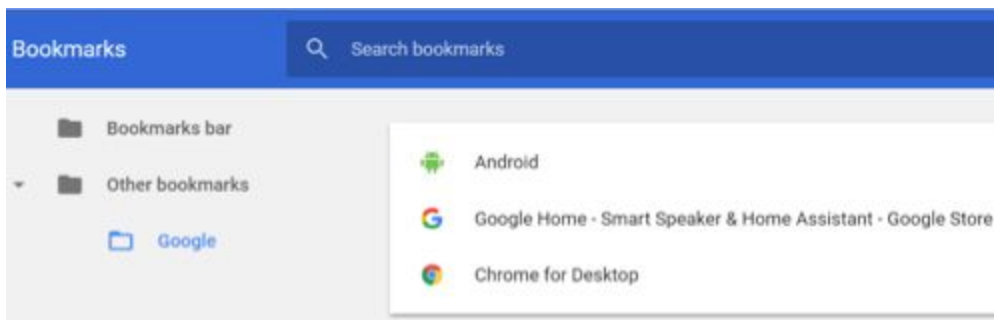 Bookmarks
Search bookmarks
Bookmarks bar
Other bookmarks
Google
Android
Google Home - Smart Speaker & Home Assistant - Google Store
Chrome for Desktop